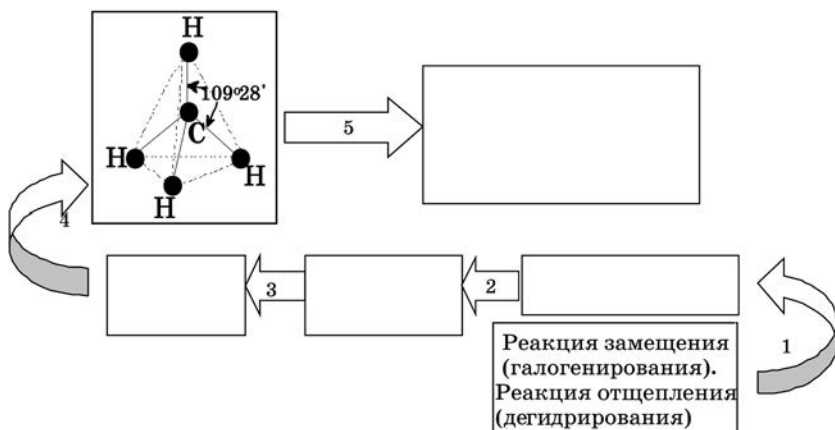 H
109°28'
C
H
H
H
5
4
3
2
1
Реакция замещения
(галогенирования).
Реакция отщепления
(дегидрирования)